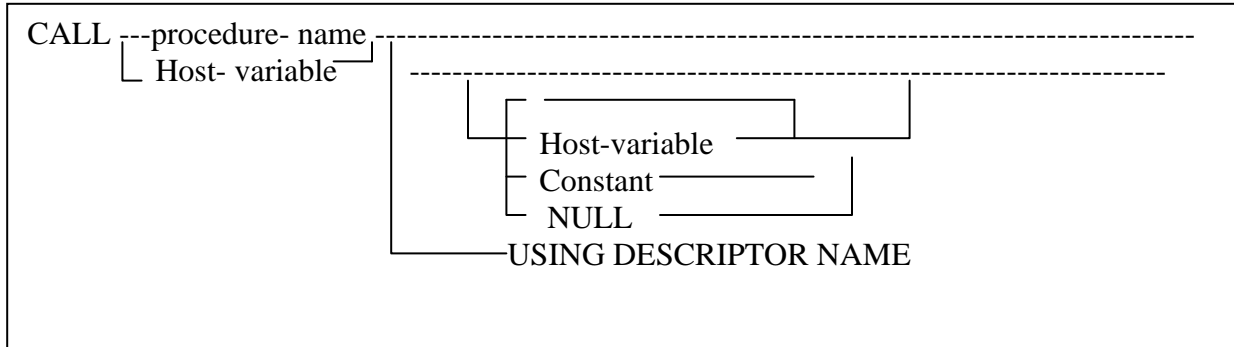 CALL ---procedure- name
Host- variable
Host-variable
Constant
NULL
USING DESCRIPTOR NAME